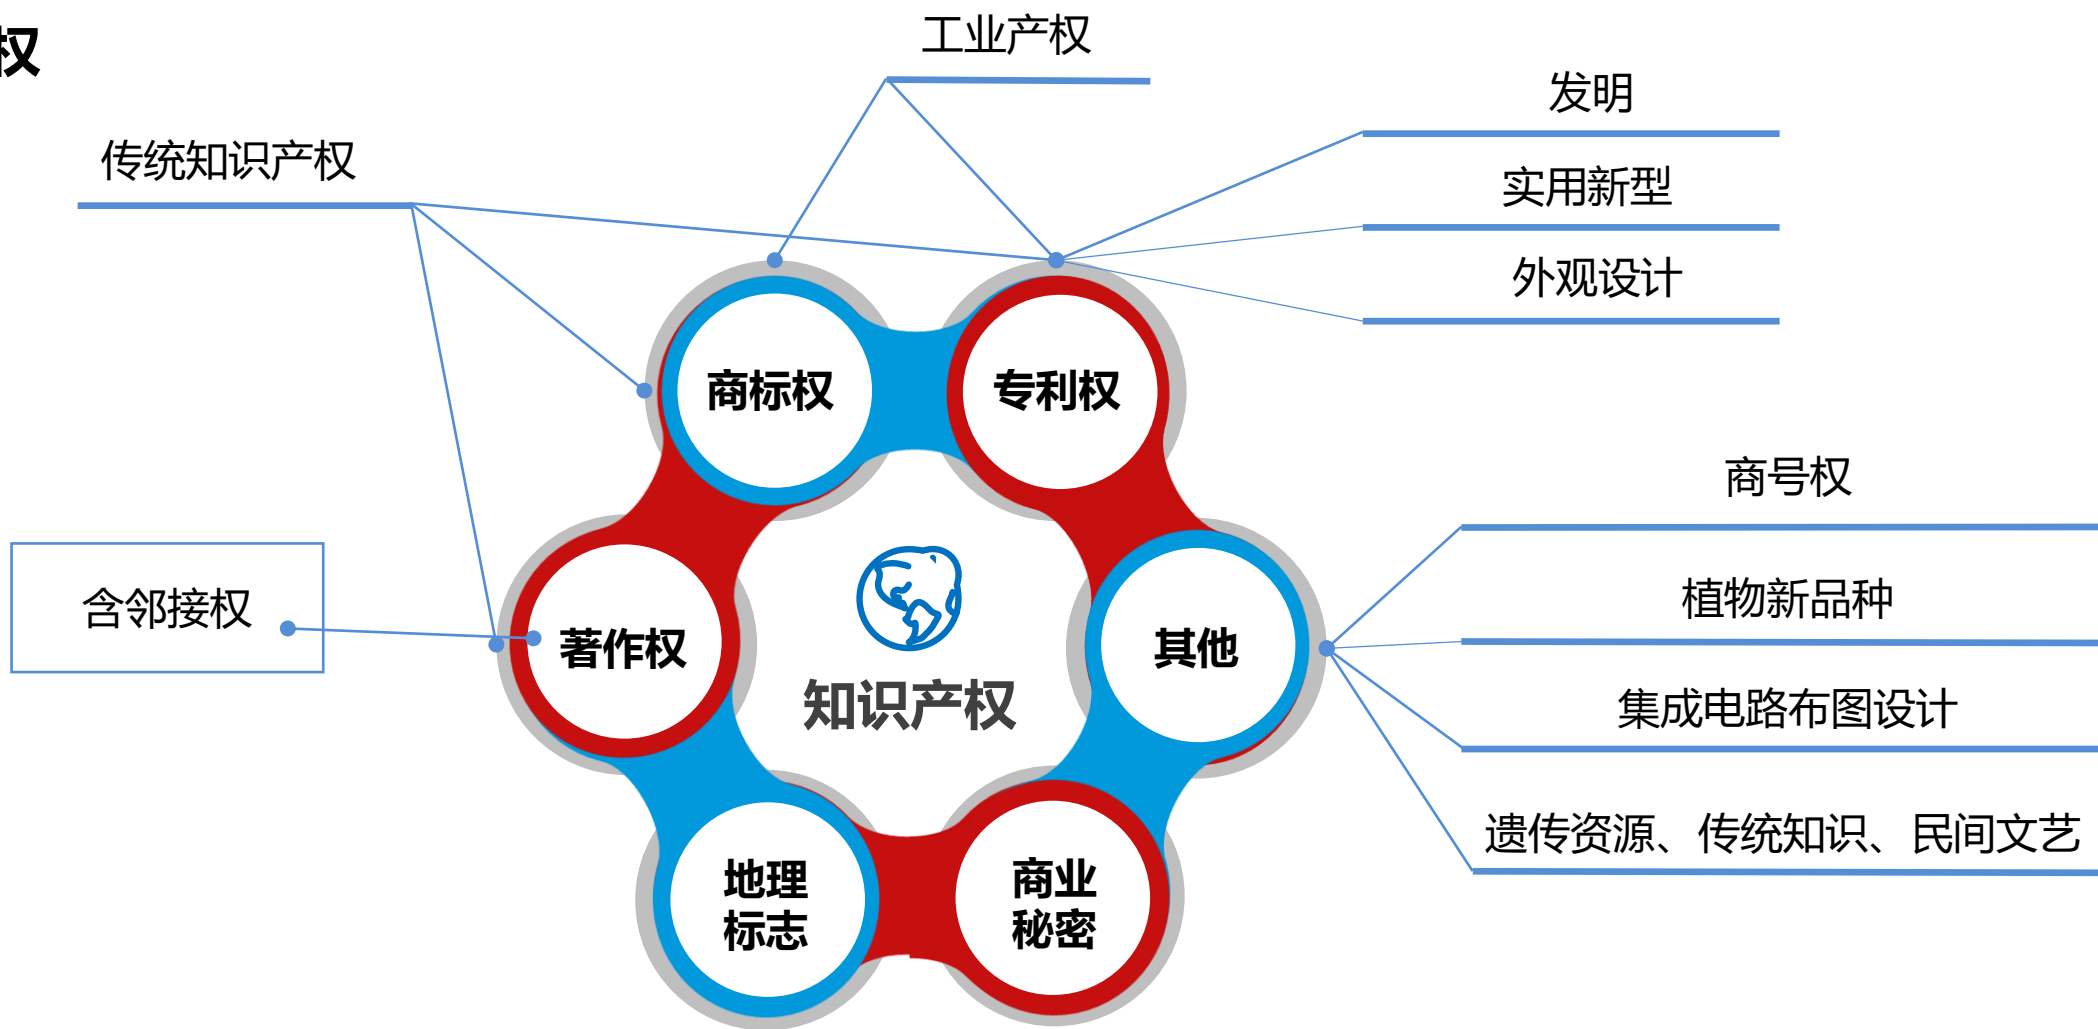 权
工业产权
发明
传统知识产权
实用新型
外观设计
商标权
专利权
商号权
含邻接权
植物新品种
著作权
其他
知识产权
集成电路布图设计
遗传资源、传统知识、民间文艺
地理
标志
商业
秘密